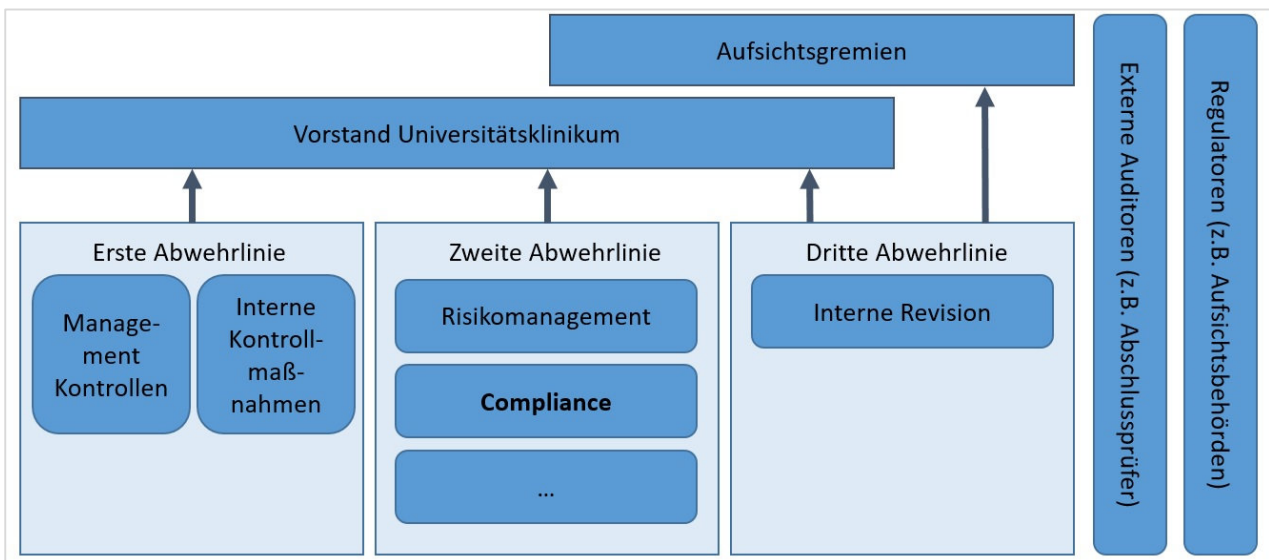 Aufsichtsgremien
Vorstand Universitätsklinikum
Erste Abwehrlinie
Manage-
ment
Kontrollen
Interne
Kontroll-
maß-
nahmen
Zweite Abwehrlinie
Risikomanagement
Compliance
...
Dritte Abwehrlinie
Interne Revision
Externe Auditoren (z.B. Abschlussprüfer)
Regulatoren (z.B. Aufsichtsbehörden)